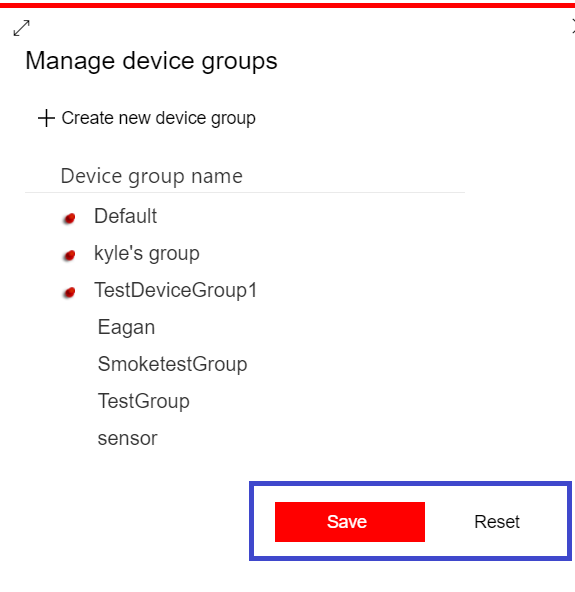 Manage device groups
Create new device group
Device group name
Default
kyle's group
TestDeviceGroup1
Eagan
SmoketestGroup
TestGroup
sensor
Save Reset